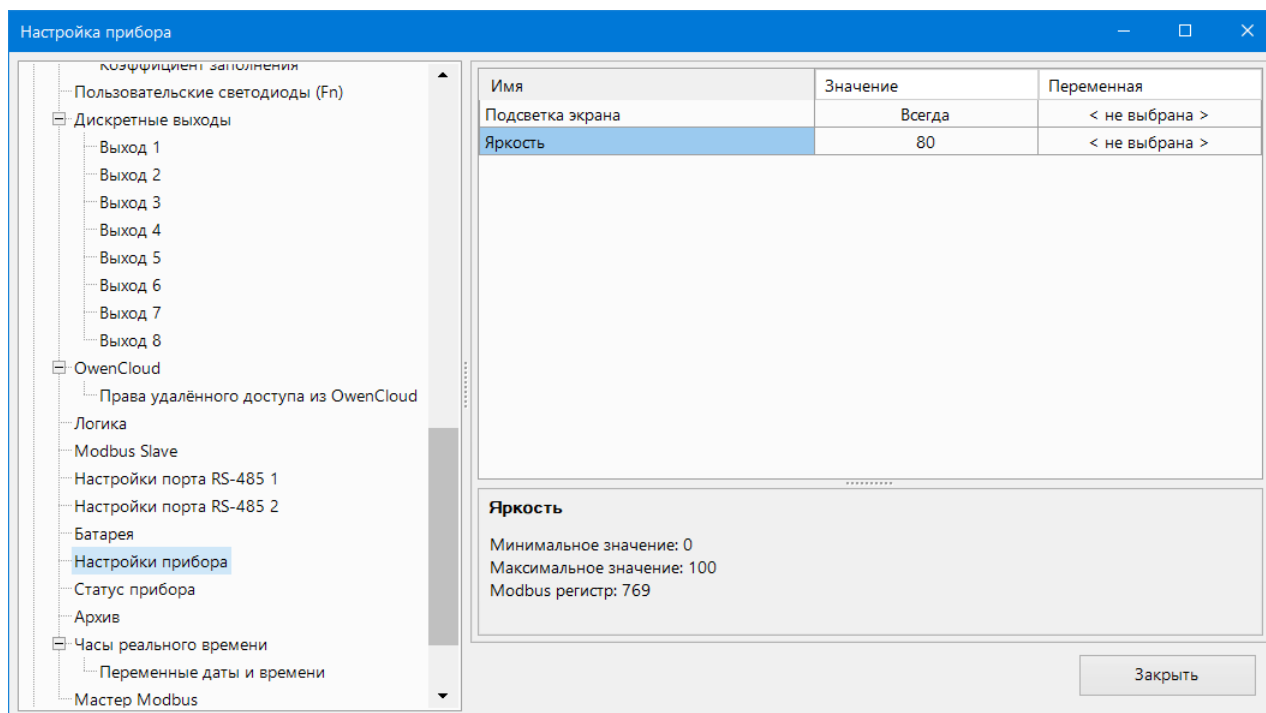 Настройка прибора
Коэффициент заполнения
Пользовательские светодиоды (Fn)
Дискретные выходы
Выход 1
Выход 2
Выход 3
Выход 4
Выход 5
Выход 6
Выход 7
Выход 8
OwenCloud
Права удалённого доступа из OwenCloud
Логика
Modbus Slave
Настройки порта RS-485 1
Настройки порта RS-485 2
Батарея
Настройки прибора
Статус прибора
Архив
Часы реального времени
Переменные даты и времени
Мастер Modbus
Имя Значение Переменная
Подсветка экрана Всегда < не выбрана >
Яркость 80 < не выбрана >
Яркость
Минимальное значение: 0
Максимальное значение: 100
Modbus регистр: 769
Закрыть